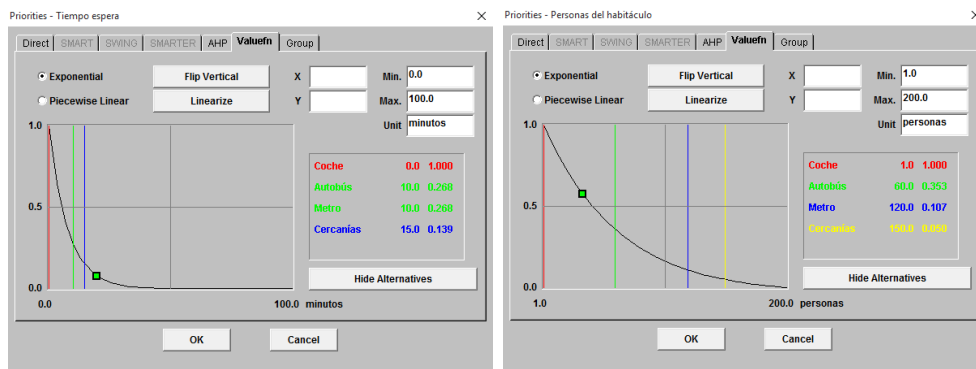 Priorities - Tiempo espera
Direct SMART SWING SMARTER AHP Valuefn Group
Exponential Flip Vertical X Min. 0.0
Piecewise Linear Linearize Y Max. 100.0
Unit minutos
1.0
Coche 0.0 1.000
Autobús 10.0 0.268
Metro 10.0 0.268
0.5
Cercanías 15.0 0.139
Hide Alternatives
0.0
0.0 100.0 minutos
OK Cancel
Priorities - Personas del habitáculo
Direct SMART SWING SMARTER AHP Valuefn Group
Exponential Flip Vertical X Min. 1.0
Piecewise Linear Linearize Y Max. 200.0
Unit personas
1.0
Coche 1.0 1.000
Autobús 60.0 0.353
Metro 120.0 0.107
0.5
Cercanías 150.0 0.050
Hide Alternatives
0.0
1.0 200.0 personas
OK Cancel